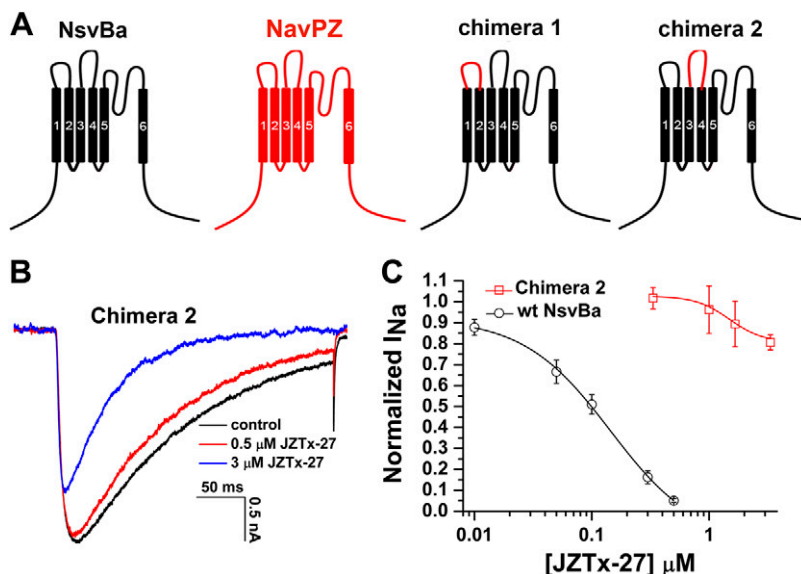 A
NsvBa NavPZ chimera 1 chimera 2
1 2 3 4 5 6 1 2 3 4 5 6 1 2 3 4 5 6 1 2 3 4 5 6
B
Chimera 2
control
0.5 μM JZTx-27
3 μM JZTx-27
50 ms
0.5 nA
C
Chimera 2
wt NsvBa
Normalized INa
1.1
1.0
0.9
0.8
0.7
0.6
0.5
0.4
0.3
0.2
0.1
0.0
0.01 0.1 1
[JZTx-27] μM